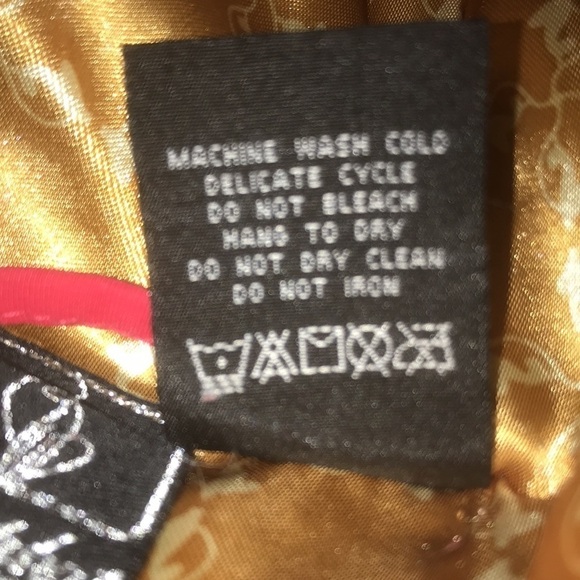 MACHINE WASH COLD
DELICATE CYCLE
DO NOT BLEACH
HANG TO DRY
DO NOT DRY CLEAN
DO NOT IRON